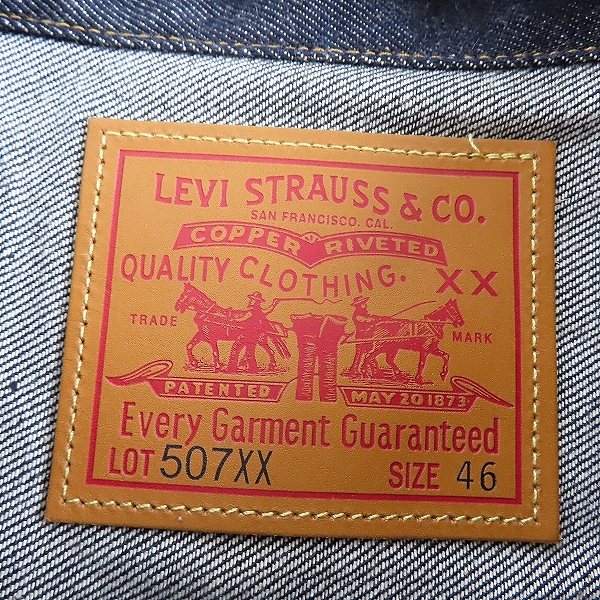 LEVI STRAUSS & CO.
SAN FRANCISCO, CAL.
COPPER RIVETED
QUALITY CLOTHING. XX
TRADE MARK
PATENTED MAY 20 1873
Every Garment Guaranteed
LOT 507XX SIZE 46